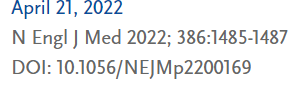 April 21, 2022
N Engl J Med 2022; 386:1485-1487
DOI: 10.1056/NEJMp2200169